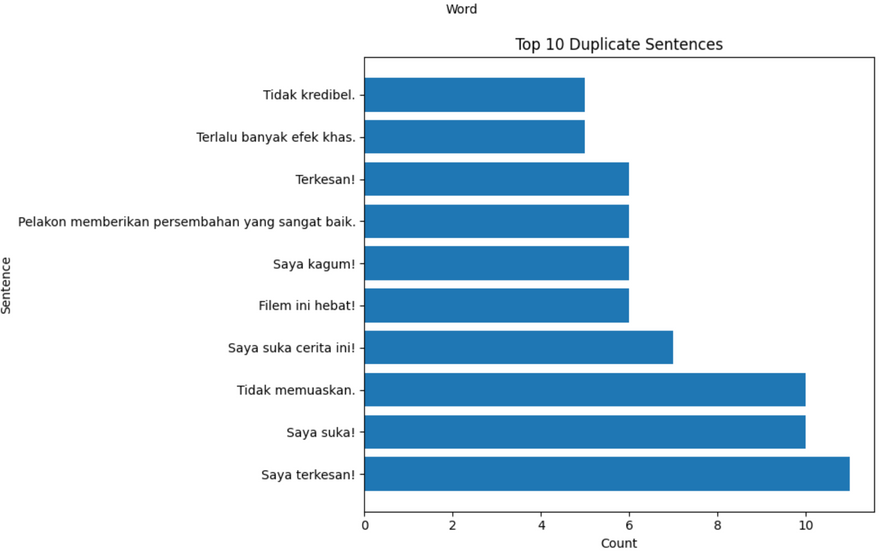 Word
Top 10 Duplicate Sentences
Tidak kredibel.
Terlalu banyak efek khas.
Terkesan!
Pelakon memberikan persembahan yang sangat baik.
Saya kagum!
Filem ini hebat!
Saya suka cerita ini!
Tidak memuaskan.
Saya suka!
Saya terkesan!
Sentence
0 2 4 6 8 10
Count